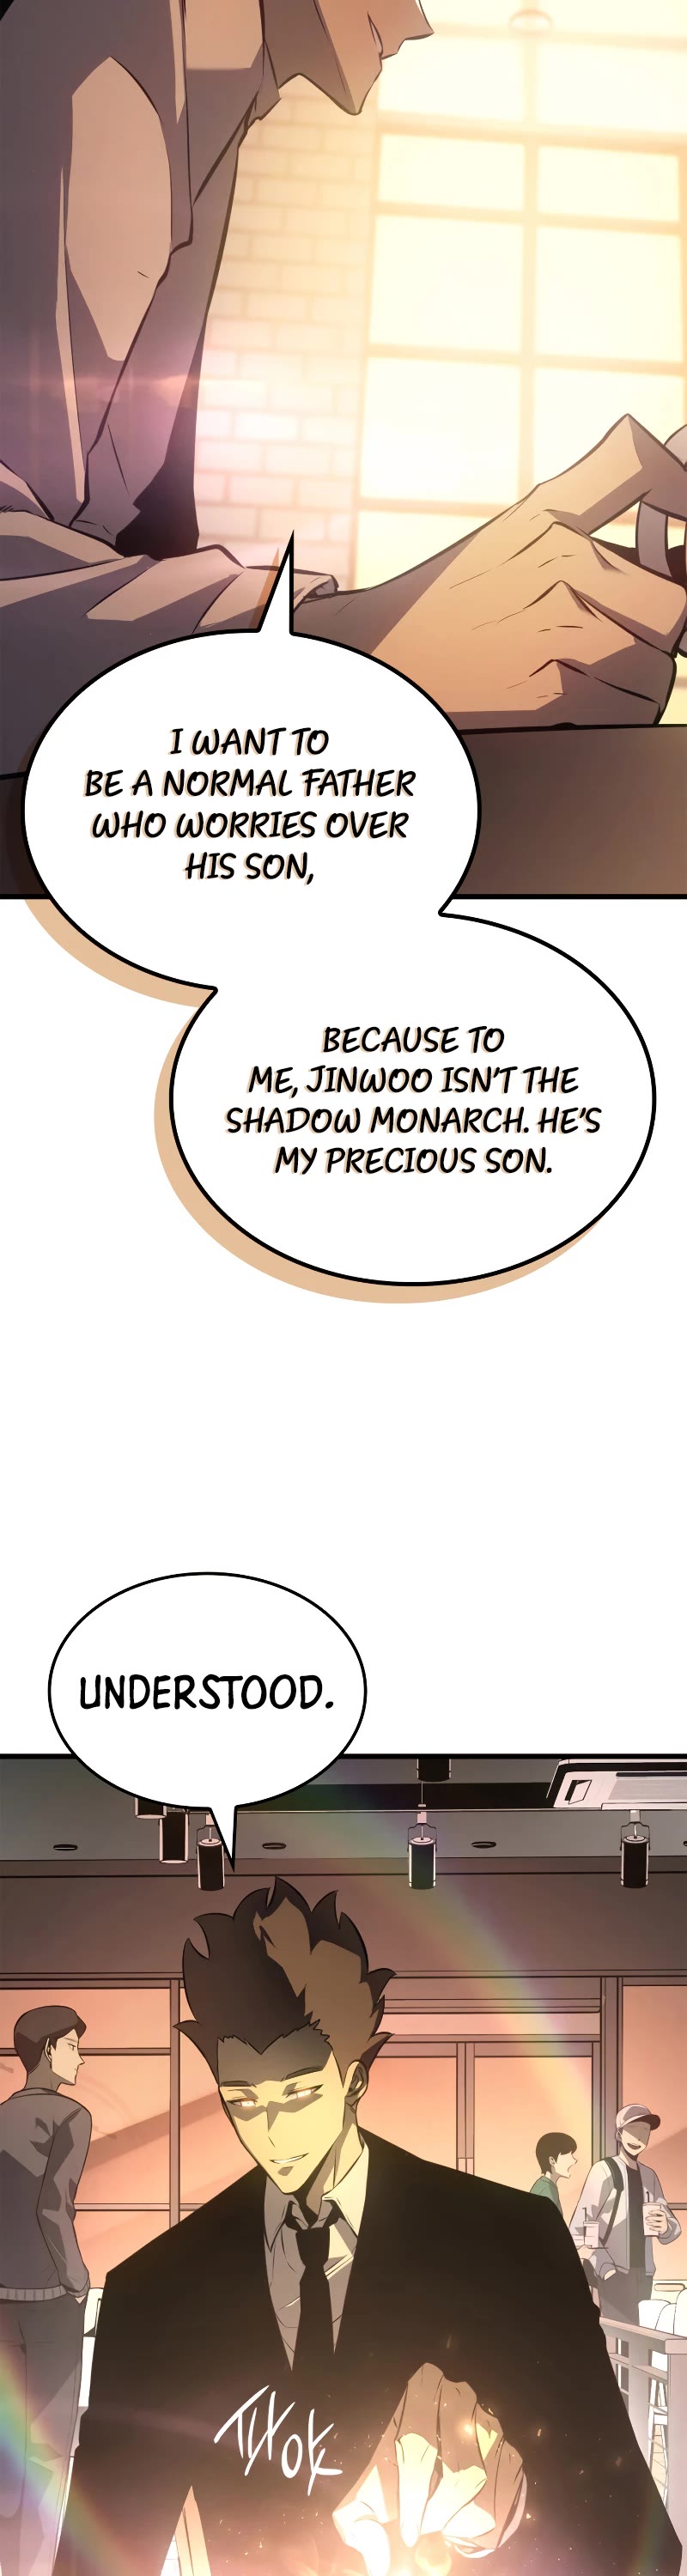 I WANT TO
BE A NORMAL FATHER
WHO WORRIES OVER
HIS SON,
BECAUSE TO
ME, JINWOO ISN'T THE
SHADOW MONARCH. HE'S
MY PRECIOUS SON.
UNDERSTOOD.